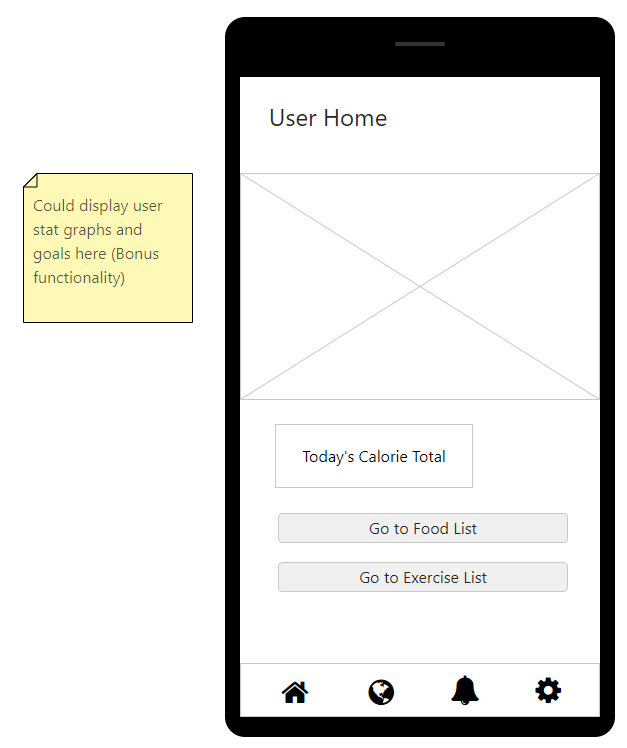 User Home
Could display user
stat graphs and
goals here (Bonus
functionality)
Today's Calorie Total
Go to Food List
Go to Exercise List